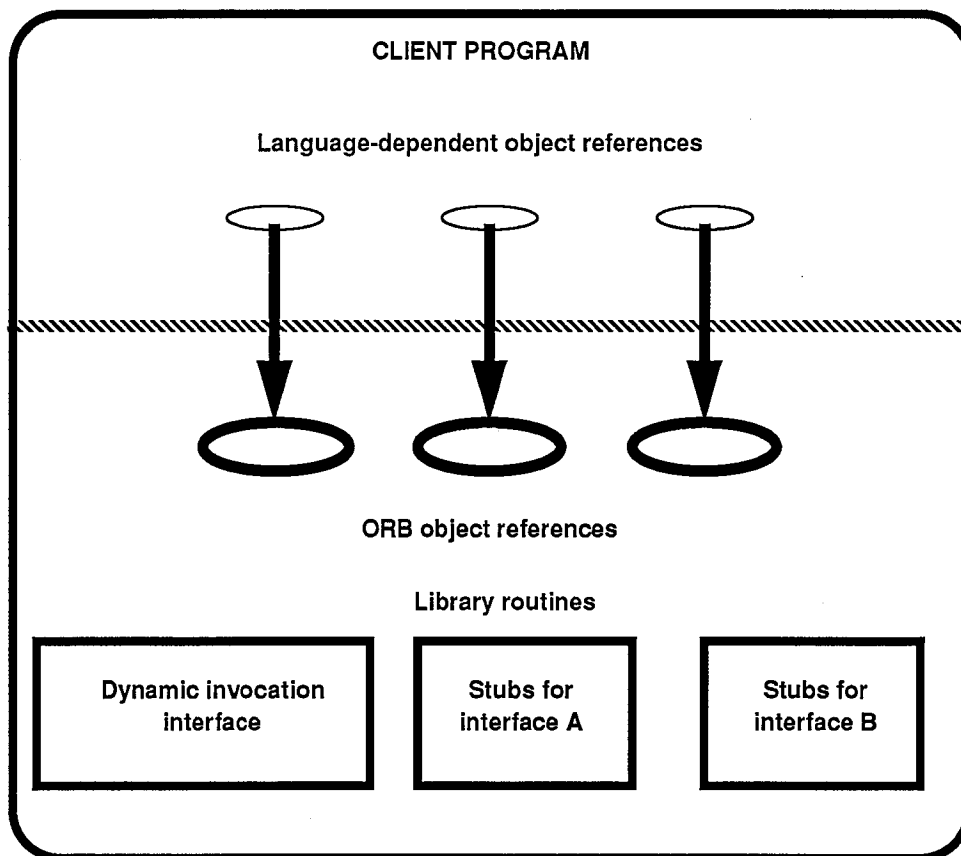 CLIENT PROGRAM
Language-dependent object references
ORB object references
Library routines
Dynamic invocation
interface
Stubs for
interface A
Stubs for
interface B